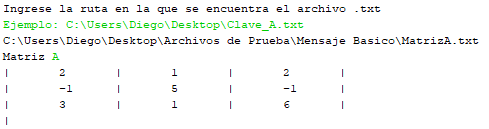 Ingrese la ruta en la que se encuentra el archivo .txt
Ejemplo: C:\Users\Diego\Desktop\Clave_A.txt
C:\Users\Diego\Desktop\Archivos de Prueba\Mensaje Basico\MatrizA.txt
Matriz A
| 2 | 1 | 2 |
| -1 | 5 | -1 |
| 3 | 1 | 6 |
|